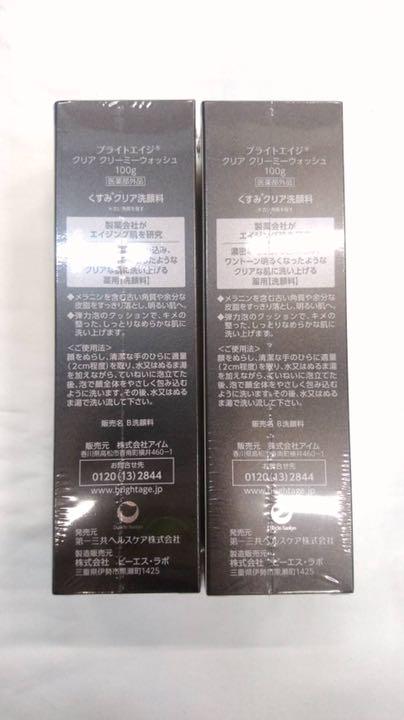 ブライトエイジ®
クリア クリーミーウォッシュ
100g
医薬部外品
くすみ*クリア洗顔料
製薬会社が
エイジング肌を研究
込み、
なったような
クリアな肌に洗い上げる
薬用【洗顔料】
◆メラニンを含む古い角質や余分な
皮脂をすっきり落とし、明るい肌へ。
◆弾力泡のクッションで、キメの
整った、しっとりなめらかな肌に
洗い上げます。
<ご使用法>
顔をぬらし、清潔な手のひらに適量
(2cm程度)を取り、水又はぬるま湯
を加えながら、ていねいに泡立てた
後、泡で顔全体をやさしく包み込む
ように洗います。その後、水又はぬる
ま湯で洗い流して下さい。
販売名 B洗顔料
販売元 株式会社アイム
香川県高松市香南町横井460-1
お問合せ先
0120(13)2844
www.brightage.jp/
Daiichi-Sankyo
発売元
第一三共ヘルスケア株式会社
製造販売元
株式会社 ピーエス・ラボ
三重県伊勢市黒瀬町1425
ブライトエイジ®
クリア クリーミーウォッシュ
100g
医薬部外品
くすみ*クリア洗顔料
製薬会社が
エイジング
濃密
ワントーン明るくなったような
クリアな肌に洗い上げる
薬用【洗顔料】
◆メラニンを含む古い角質や余分な
皮脂をすっきり落とし、明るい肌へ。
◆弾力泡のクッションで、キメの
整った、しっとりなめらかな肌に
洗い上げます。
<ご使用法>
顔をぬらし、清潔な手のひらに適量
(2cm程度)を取り、水又はぬるま湯
を加えながら、ていねいに泡立てた
後、泡で顔全体をやさしく包み込む
ように洗います。その後、水又はぬる
ま湯で洗い流して下さい。
販売名 B洗顔料
販売元 株式会社アイム
香川県高松市香南町横井460-1
お問合せ先
0120(13)2844
www.brightage.jp/
Daiichi-Sankyo
発売元
第一三共ヘルスケア株式会社
製造販売元
株式会社 ピーエス・ラボ
三重県伊勢市黒瀬町1425